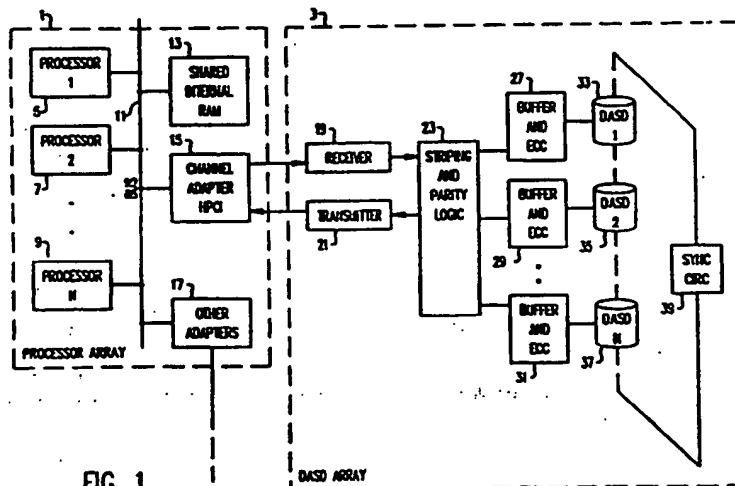 1
PROCESSOR
1
5
PROCESSOR
2
7
PROCESSOR
N
9
11
BUS
13
SHARED
INTERNAL
RAM
15
CHANNEL
ADAPTER
HPCI
17
OTHER
ADAPTERS
PROCESSOR ARRAY
3
19
RECEIVER
TRANSMITTER
21
23
STRIPING
AND
PARITY
LOGIC
27
BUFFER
AND
ECC
BUFFER
AND
ECC
29
BUFFER
AND
ECC
31
33
DASD
1
DASD
2
35
DASD
N
37
SYNC
CIRC
39
DASD ARRAY
FIG. 1